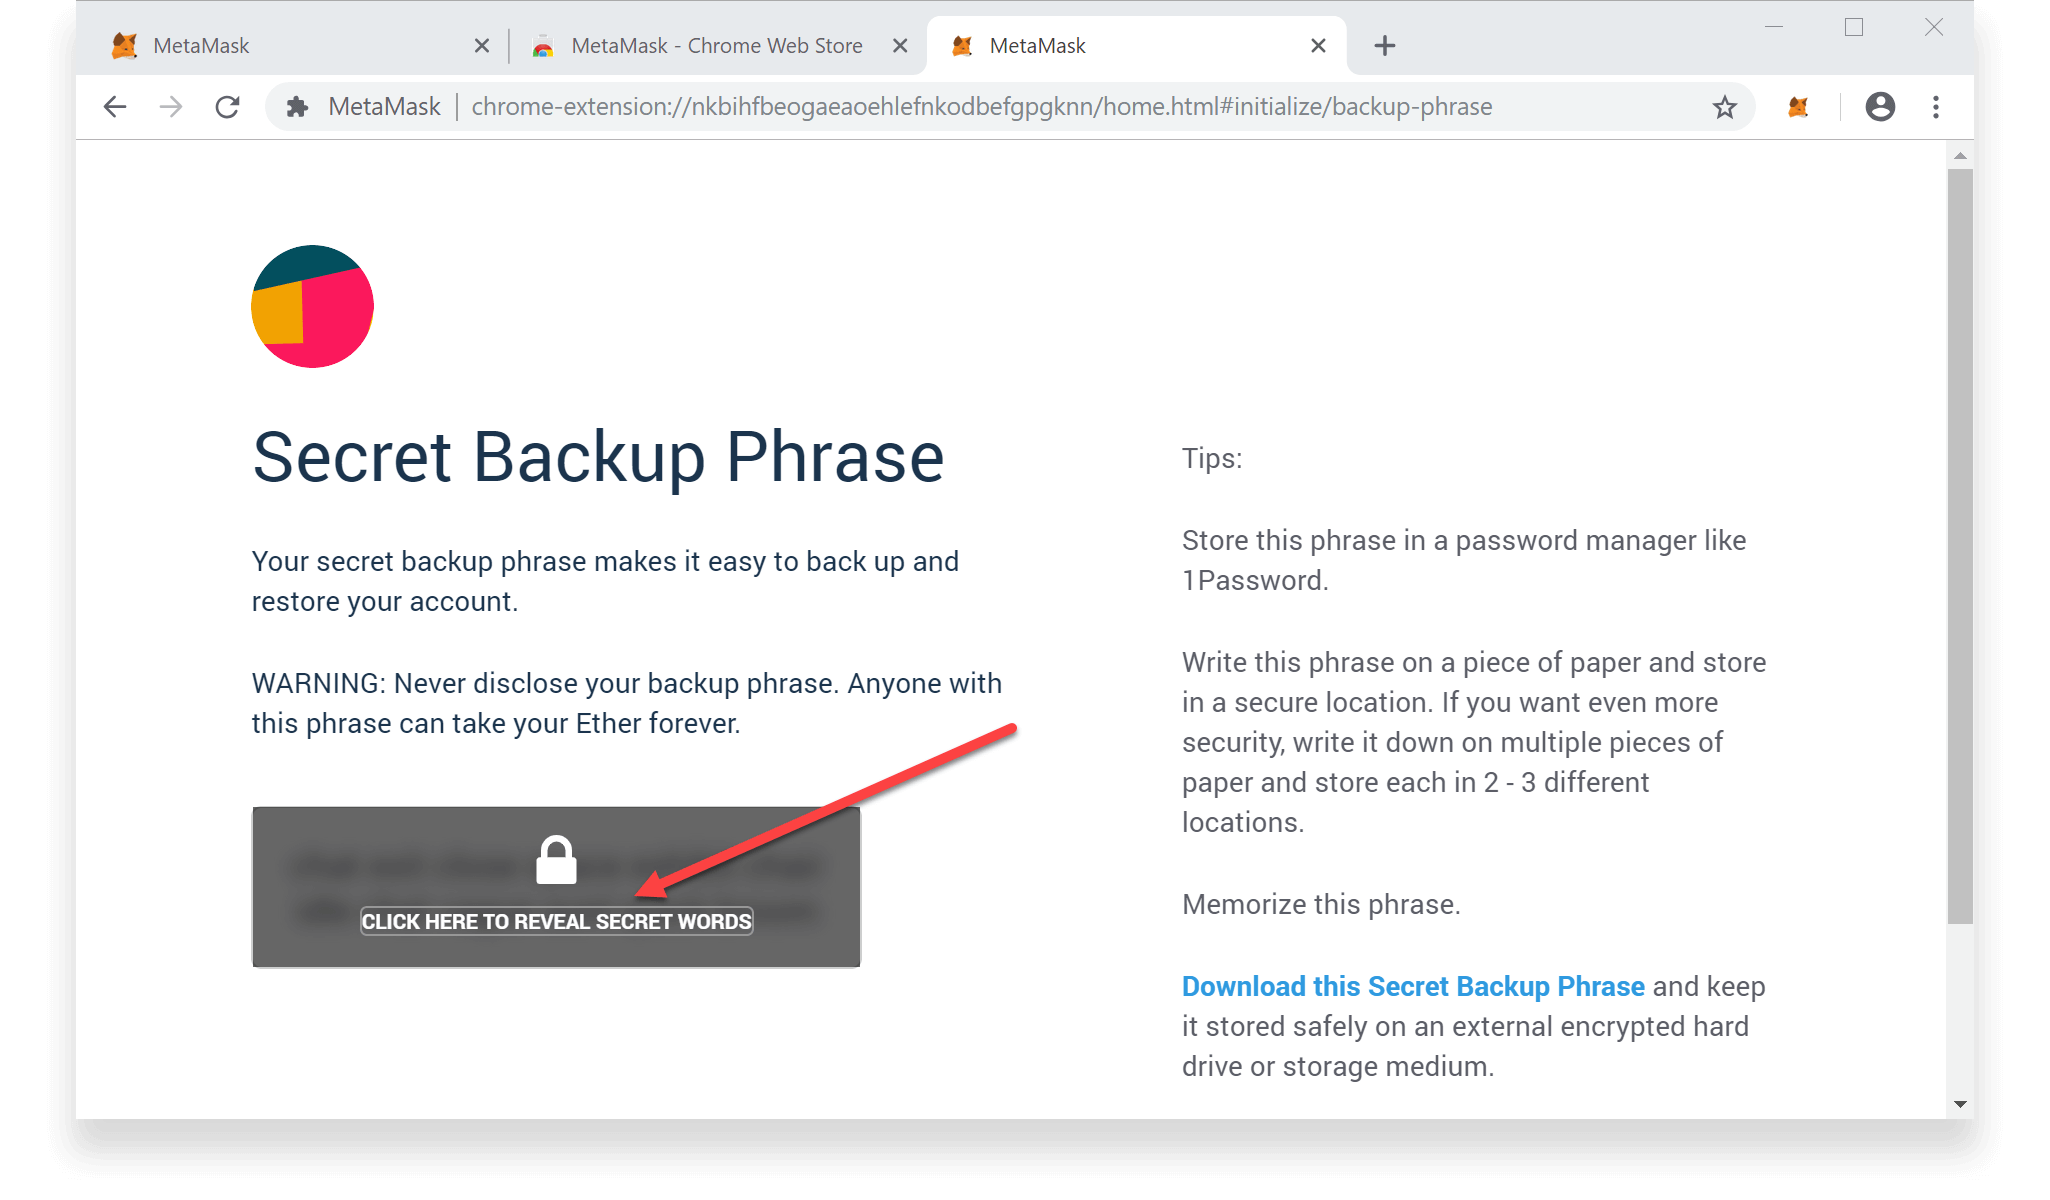 MetaMask
MetaMask - Chrome Web Store
MetaMask
MetaMask
chrome-extension://nkbihfbeogaeaoehlefnkodbefgpgknn/home.html#initialize/backup-phrase
Secret Backup Phrase
Your secret backup phrase makes it easy to back up and
restore your account.
WARNING: Never disclose your backup phrase. Anyone with
this phrase can take your Ether forever.
CLICK HERE TO REVEAL SECRET WORDS
Tips:
Store this phrase in a password manager like
1Password.
Write this phrase on a piece of paper and store
in a secure location. If you want even more
security, write it down on multiple pieces of
paper and store each in 2 - 3 different
locations.
Memorize this phrase.
Download this Secret Backup Phrase and keep
it stored safely on an external encrypted hard
drive or storage medium.